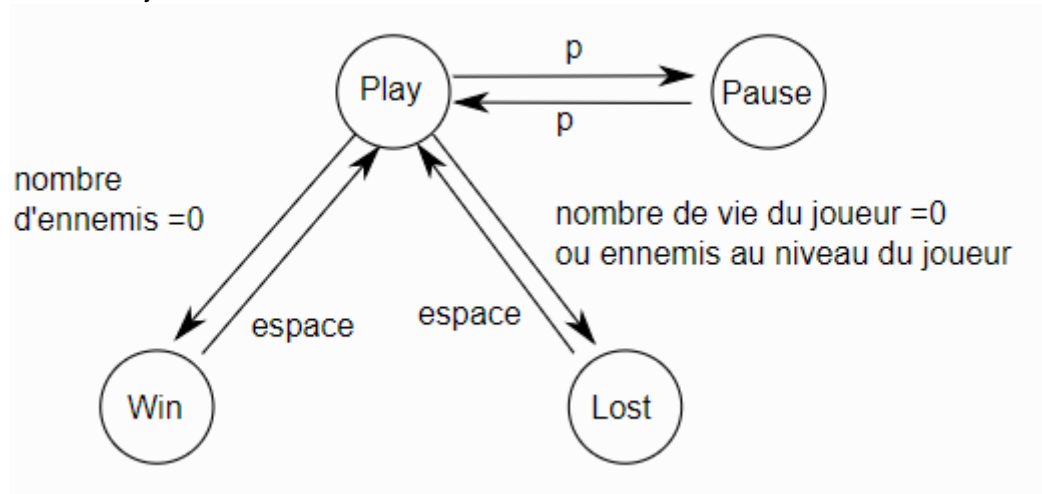 p
Play
Pause
p
nombre
d'ennemis =0
nombre de vie du joueur =0
ou ennemis au niveau du joueur
espace
espace
Win
Lost